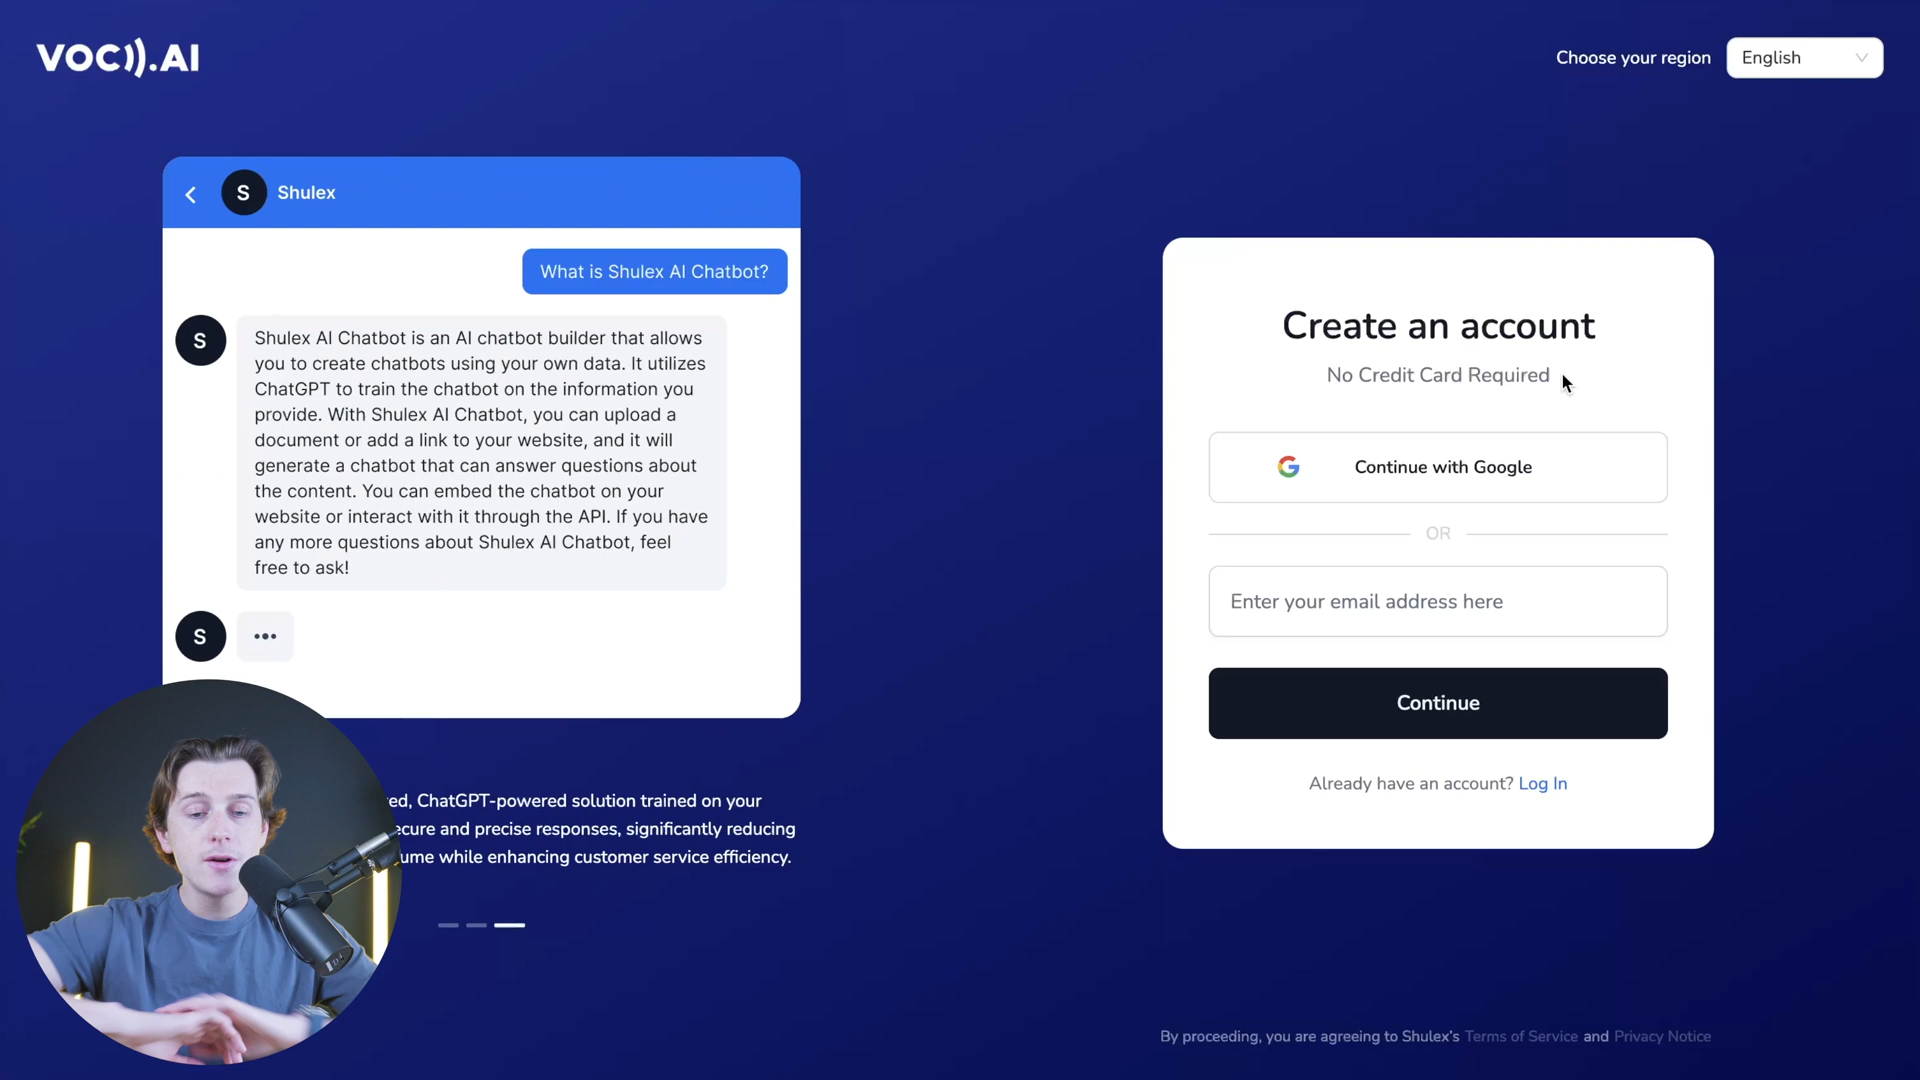 VOC.AI
Choose your region
English
S
Shulex
What is Shulex AI Chatbot?
S
Shulex AI Chatbot is an AI chatbot builder that allows
you to create chatbots using your own data. It utilizes
ChatGPT to train the chatbot on the information you
provide. With Shulex AI Chatbot, you can upload a
document or add a link to your website, and it will
generate a chatbot that can answer questions about
the content. You can embed the chatbot on your
website or interact with it through the API. If you have
any more questions about Shulex AI Chatbot, feel
free to ask!
S
•••
ChatGPT-powered solution trained on your
and precise responses, significantly reducing
while enhancing customer service efficiency.
Create an account
No Credit Card Required
Continue with Google
OR
Enter your email address here
Continue
Already have an account? Log In
By proceeding, you are agreeing to Shulex's Terms of Service and Privacy Notice